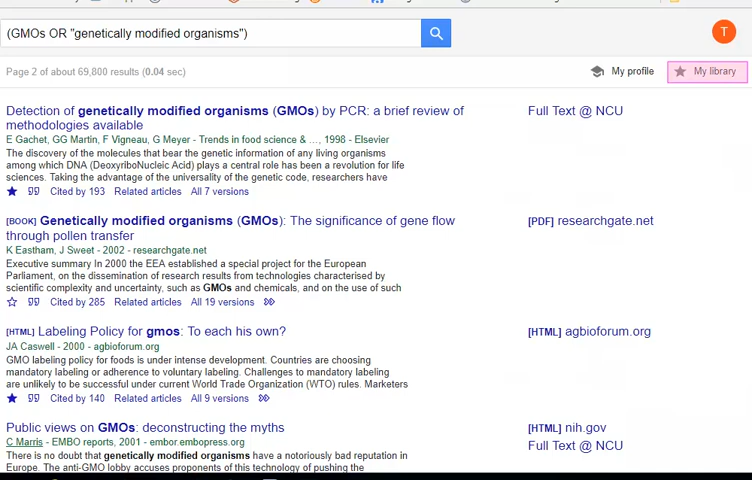 (GMOs OR "genetically modified organisms")
T
Page 2 of about 69,800 results (0.04 sec)
My profile
My library
Detection of genetically modified organisms (GMOs) by PCR: a brief review of
methodologies available
Full Text @ NCU
E Gachet, GG Martin, F Vigneau, G Meyer - Trends in food science & …, 1998 - Elsevier
The discovery of the molecules that bear the genetic information of any living organisms
among which DNA (DeoxyriboNucleic Acid) plays a central role has been a revolution for life
sciences. Taking the advantage of the universality of the genetic code, researchers have
Cited by 193 Related articles All 7 versions
[BOOK] Genetically modified organisms (GMOs): The significance of gene flow
through pollen transfer
[PDF] researchgate.net
K Eastham, J Sweet - 2002 - researchgate.net
Executive summary In 2000 the EEA established a special project for the European
Parliament, on the dissemination of research results from technologies characterised by
scientific complexity and uncertainty, such as GMOs and chemicals, and on the use of such
Cited by 285 Related articles All 19 versions
[HTML] Labeling Policy for gmos: To each his own?
[HTML] agbioforum.org
JA Caswell - 2000 - agbioforum.org
GMO labeling policy for foods is under intense development. Countries are choosing
mandatory labeling or adherence to voluntary labeling. Challenges to mandatory labeling
are unlikely to be successful under current World Trade Organization (WTO) rules. Marketers
Cited by 140 Related articles All 9 versions
Public views on GMOs: deconstructing the myths
[HTML] nih.gov
Full Text @ NCU
C Marris - EMBO reports, 2001 - embor.embopress.org
There is no doubt that genetically modified organisms have a notoriously bad reputation in
Europe. The anti-GMO lobby accuses proponents of this technology of pushing the